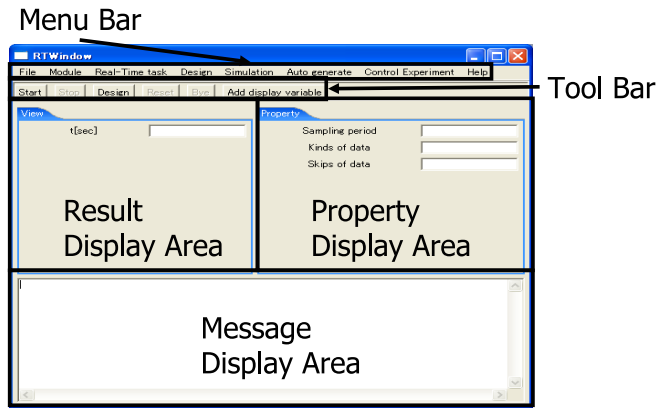 Menu Bar
RTWindow
File Module Real-Time task Design Simulation Auto generate Control Experiment Help
Tool Bar
Start Stop Design Reset Bye Add display variable
View
t[sec]
Property
Sampling period
Kinds of data
Skips of data
Result
Display Area
Property
Display Area
Message
Display Area